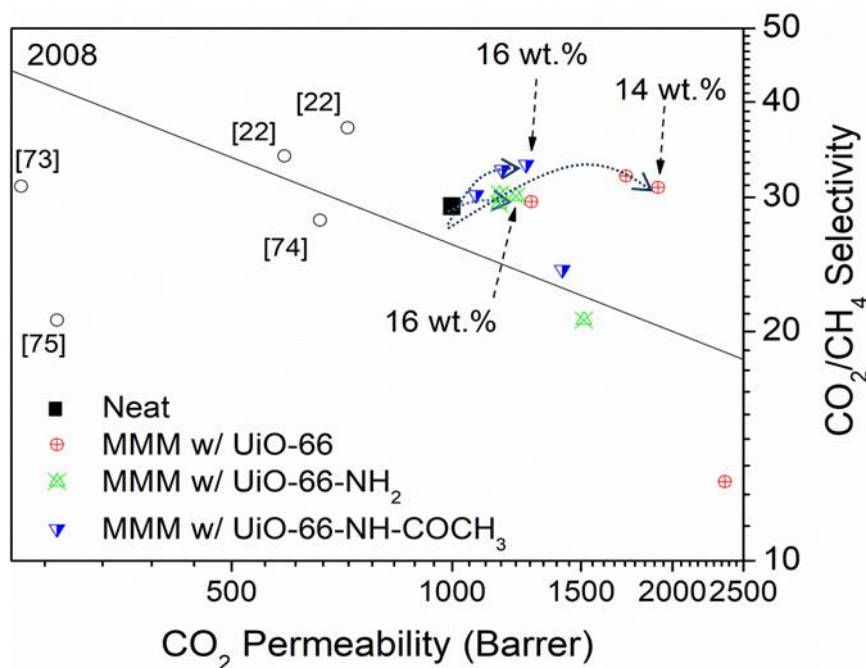 2008
16 wt.%
50
[22]
14 wt.%
40
[22]
[73]
30
[74]
16 wt.%
20
[75]
Neat
MMM w/ UiO-66
MMM w/ UiO-66-NH₂
MMM w/ UiO-66-NH-COCH₃
10
500
1000
1500
2000
2500
CO₂ Permeability (Barrer)
CO₂/CH₄ Selectivity